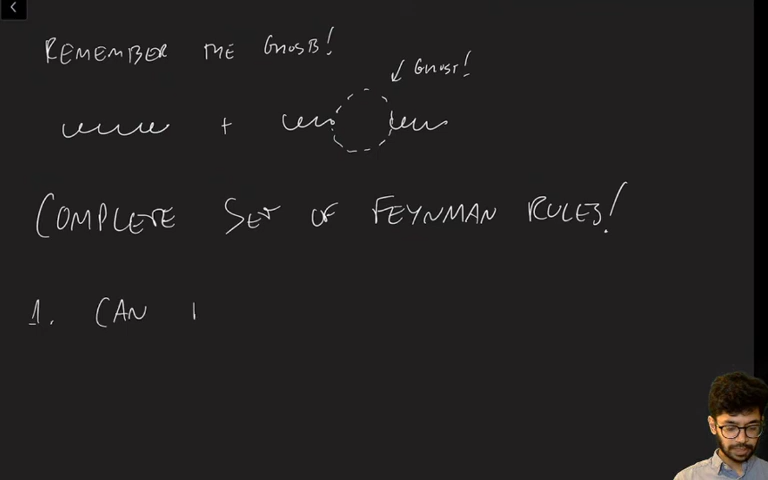 REMEMBER THE GHOSTS!
GHOST!
+
COMPLETE SET OF FEYNMAN RULES!
1. CAN I